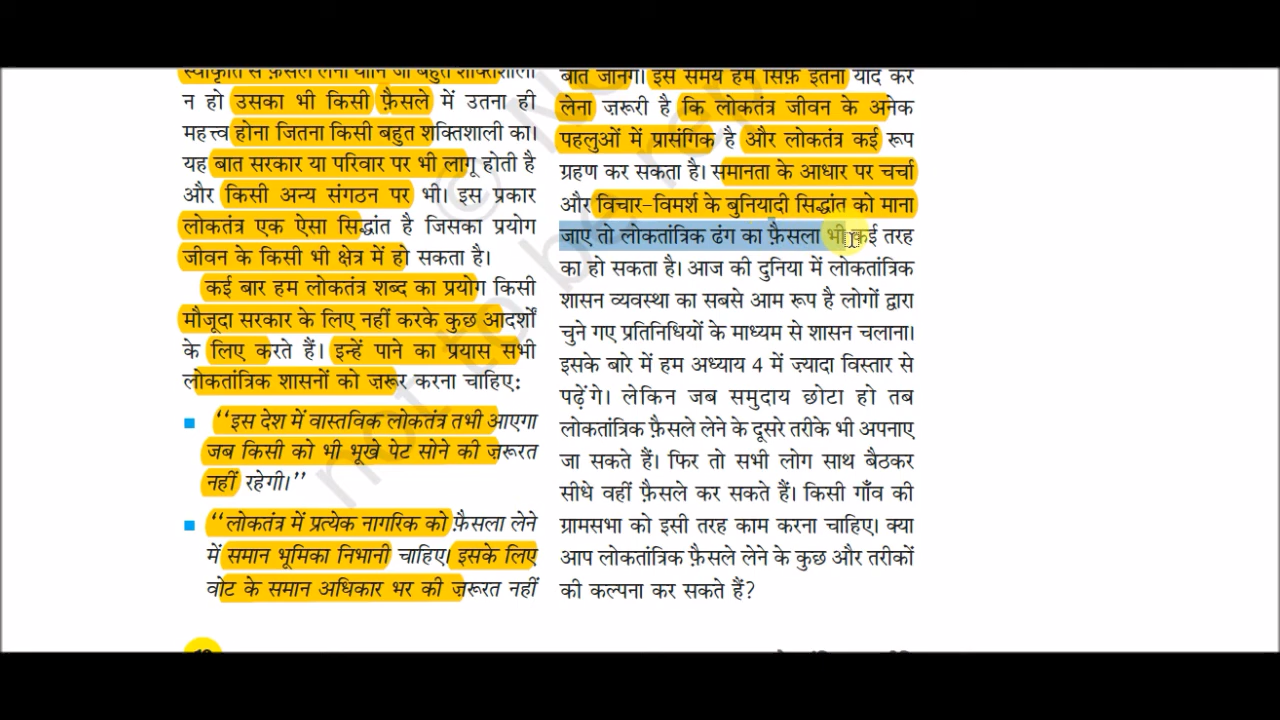 स्वीकृति से फ़ैसले लेना यानि जो बहुत शक्तिशाली
न हो उसका भी किसी फ़ैसले में उतना ही
महत्त्व होना जितना किसी बहुत शक्तिशाली का।
यह बात सरकार या परिवार पर भी लागू होती है
और किसी अन्य संगठन पर भी। इस प्रकार
लोकतंत्र एक ऐसा सिद्धांत है जिसका प्रयोग
जीवन के किसी भी क्षेत्र में हो सकता है।
कई बार हम लोकतंत्र शब्द का प्रयोग किसी
मौजूदा सरकार के लिए नहीं करके कुछ आदर्शों
के लिए करते हैं। इन्हें पाने का प्रयास सभी
लोकतांत्रिक शासनों को ज़रूर करना चाहिए:
"इस देश में वास्तविक लोकतंत्र तभी आएगा
जब किसी को भी भूखे पेट सोने की ज़रूरत
नहीं रहेगी।"
"लोकतंत्र में प्रत्येक नागरिक को फ़ैसला लेने
में समान भूमिका निभानी चाहिए। इसके लिए
वोट के समान अधिकार भर की ज़रूरत नहीं
बात जानेंगे। इस समय हमें सिर्फ़ इतना याद कर
लेना ज़रूरी है कि लोकतंत्र जीवन के अनेक
पहलुओं में प्रासंगिक है और लोकतंत्र कई रूप
ग्रहण कर सकता है। समानता के आधार पर चर्चा
और विचार-विमर्श के बुनियादी सिद्धांत को माना
जाए तो लोकतांत्रिक ढंग का फ़ैसला भी कई तरह
का हो सकता है। आज की दुनिया में लोकतांत्रिक
शासन व्यवस्था का सबसे आम रूप है लोगों द्वारा
चुने गए प्रतिनिधियों के माध्यम से शासन चलाना।
इसके बारे में हम अध्याय 4 में ज़्यादा विस्तार से
पढ़ेंगे। लेकिन जब समुदाय छोटा हो तब
लोकतांत्रिक फ़ैसले लेने के दूसरे तरीके भी अपनाए
जा सकते हैं। फिर तो सभी लोग साथ बैठकर
सीधे वहीं फ़ैसले कर सकते हैं। किसी गाँव की
ग्रामसभा को इसी तरह काम करना चाहिए। क्या
आप लोकतांत्रिक फ़ैसले लेने के कुछ और तरीकों
की कल्पना कर सकते हैं?